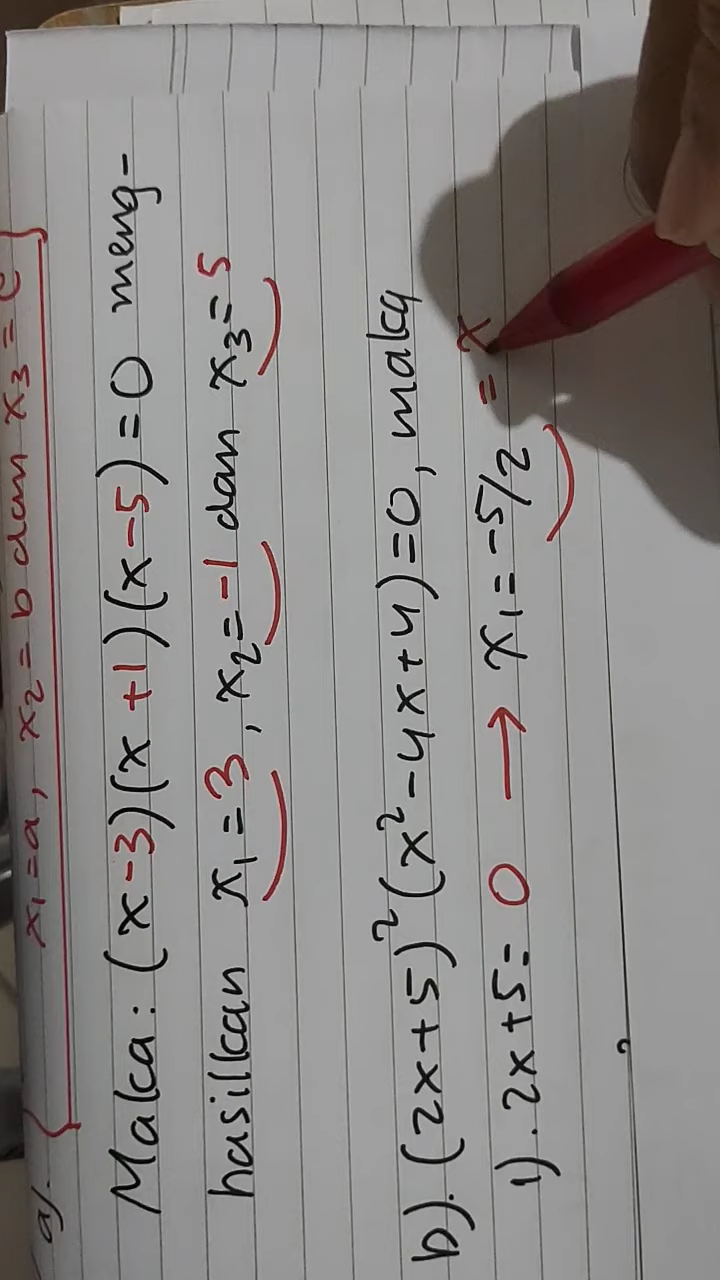 a). x₁=a, x₂=b dan x₃=c
Maka: (x-3)(x+1)(x-5)=0 meng-
hasilkan x₁=3, x₂=-1 dan x₃=5
b). (2x+5)²(x²-4x+4)=0, maka
1). 2x+5=0 → x₁=-5/2 =x